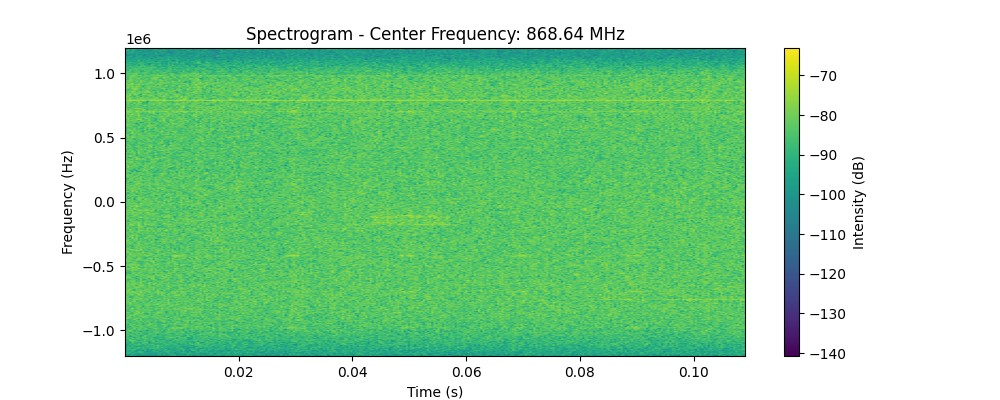 Spectrogram - Center Frequency: 868.64 MHz
1e6
1.0
0.5
0.0
−0.5
−1.0
Frequency (Hz)
0.02 0.04 0.06 0.08 0.10
Time (s)
−70
−80
−90
−100
−110
−120
−130
−140
Intensity (dB)